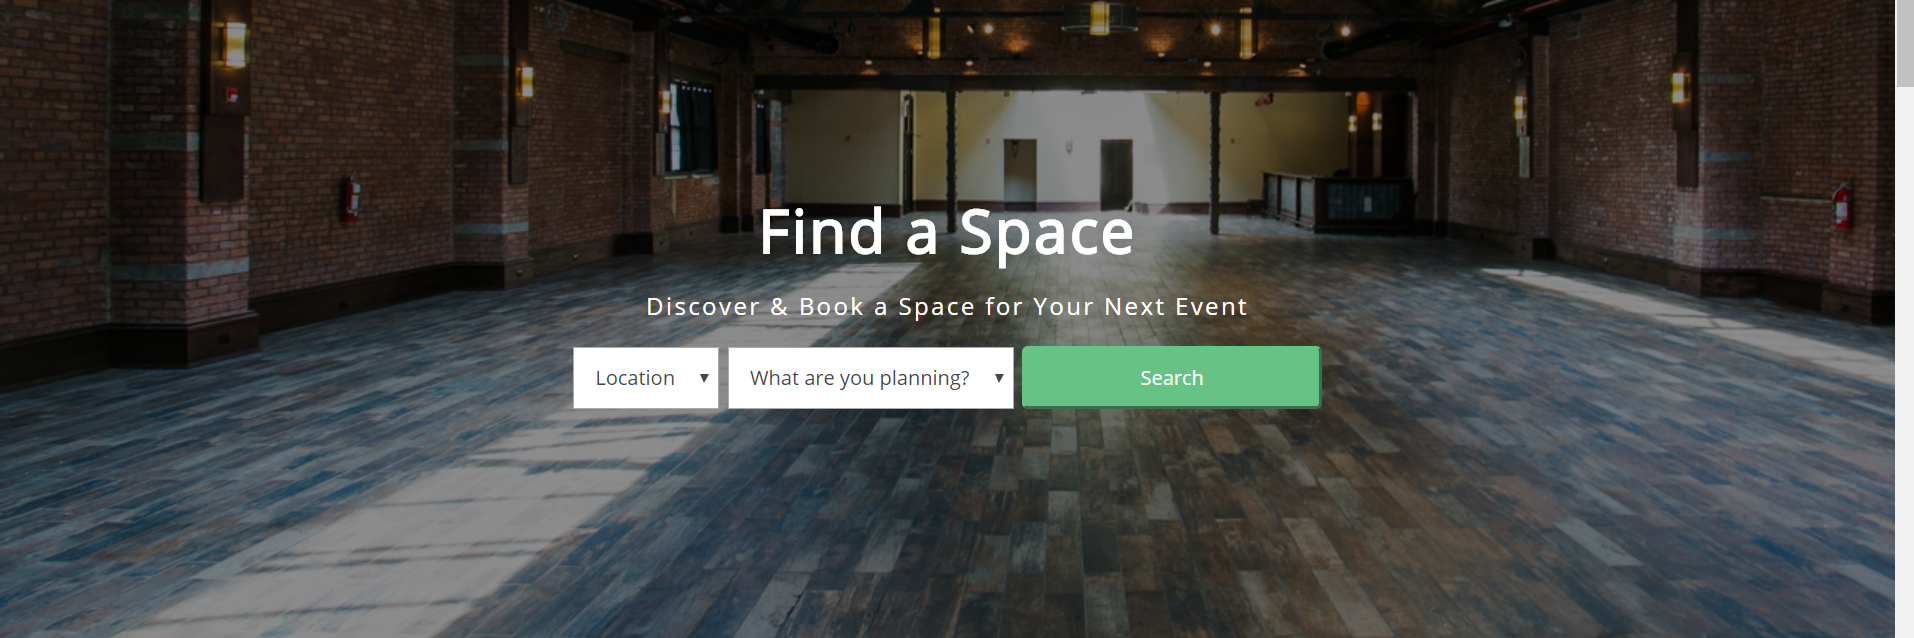 Find a Space
Discover & Book a Space for Your Next Event
Location ▼ What are you planning? ▼ Search